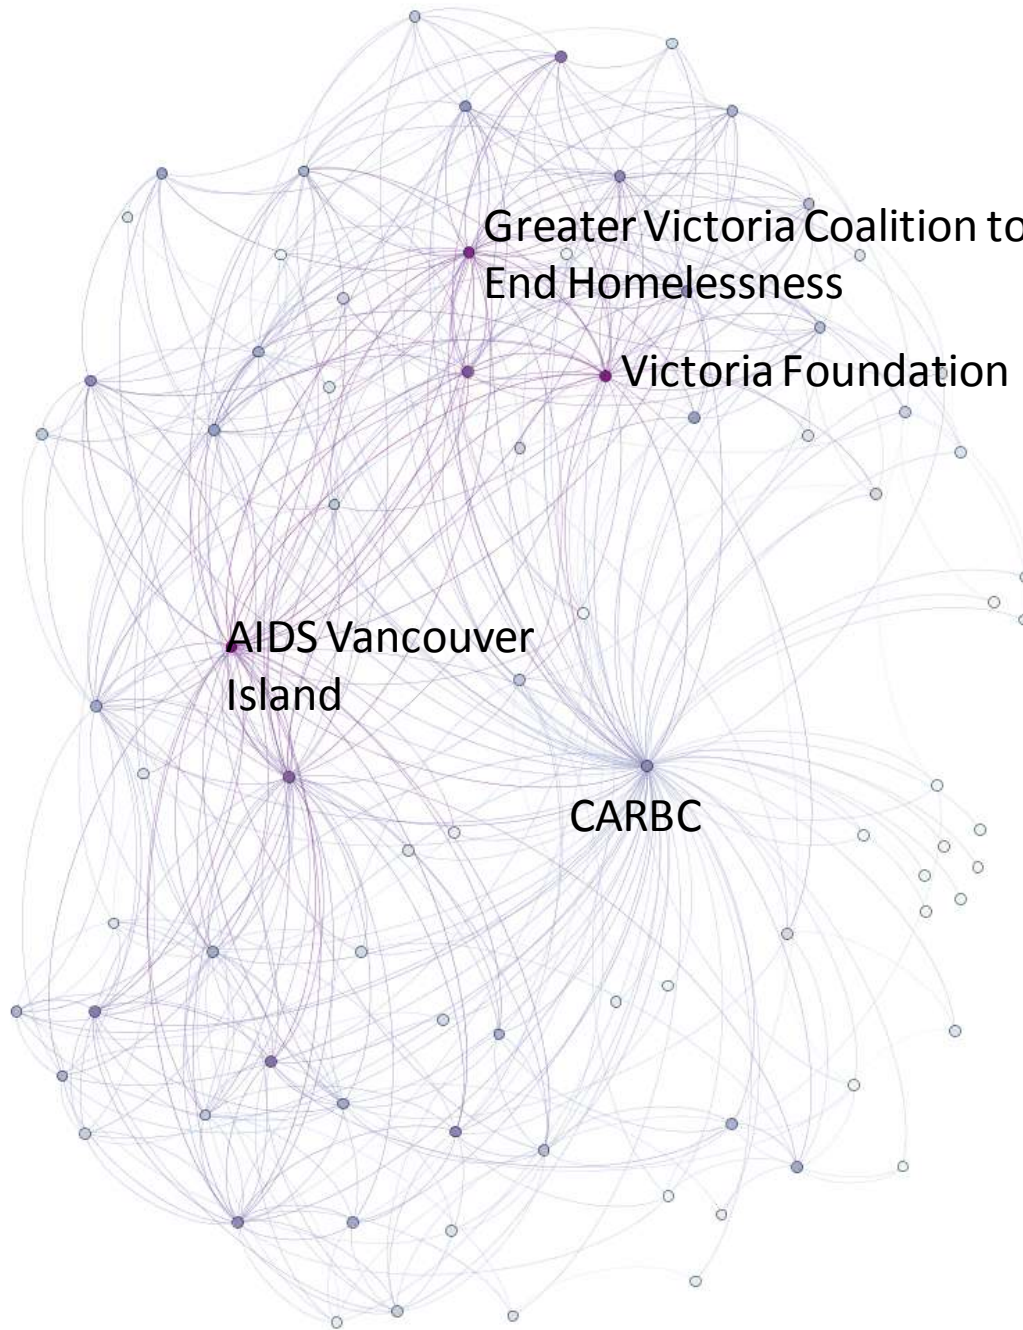 Greater Victoria Coalition to
End Homelessness
Victoria Foundation
AIDS Vancouver
Island
CARBC